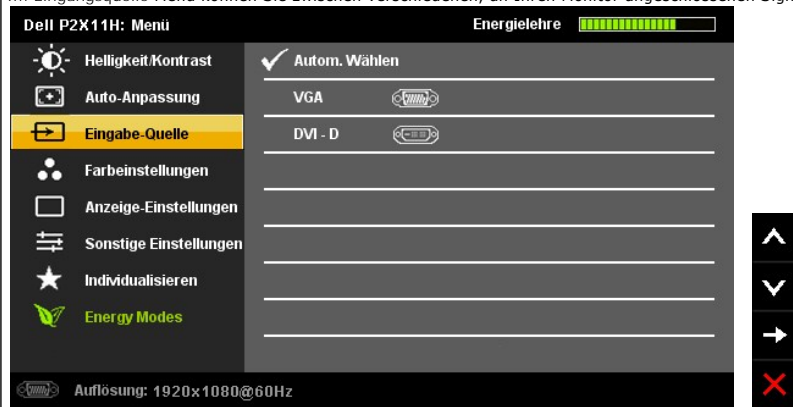 Dell P2X11H: Menü Energielehre
Helligkeit/Kontrast
Autom. Wählen
Auto-Anpassung
VGA
Eingabe-Quelle
DVI - D
Farbeinstellungen
Anzeige-Einstellungen
Sonstige Einstellungen
Individualisieren
Energy Modes
Auflösung: 1920x1080@60Hz